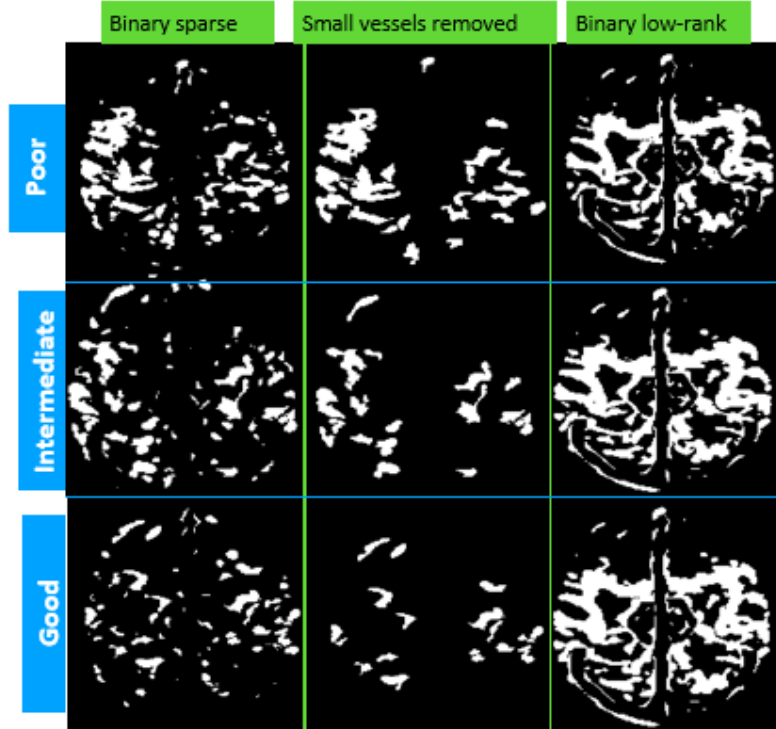 Binary sparse
Small vessels removed
Binary low-rank
Poor
Intermediate
Good